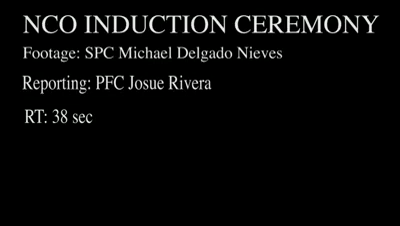 NCO INDUCTION CEREMONY
Footage: SPC Michael Delgado Nieves
Reporting: PFC Josue Rivera
RT: 38 sec